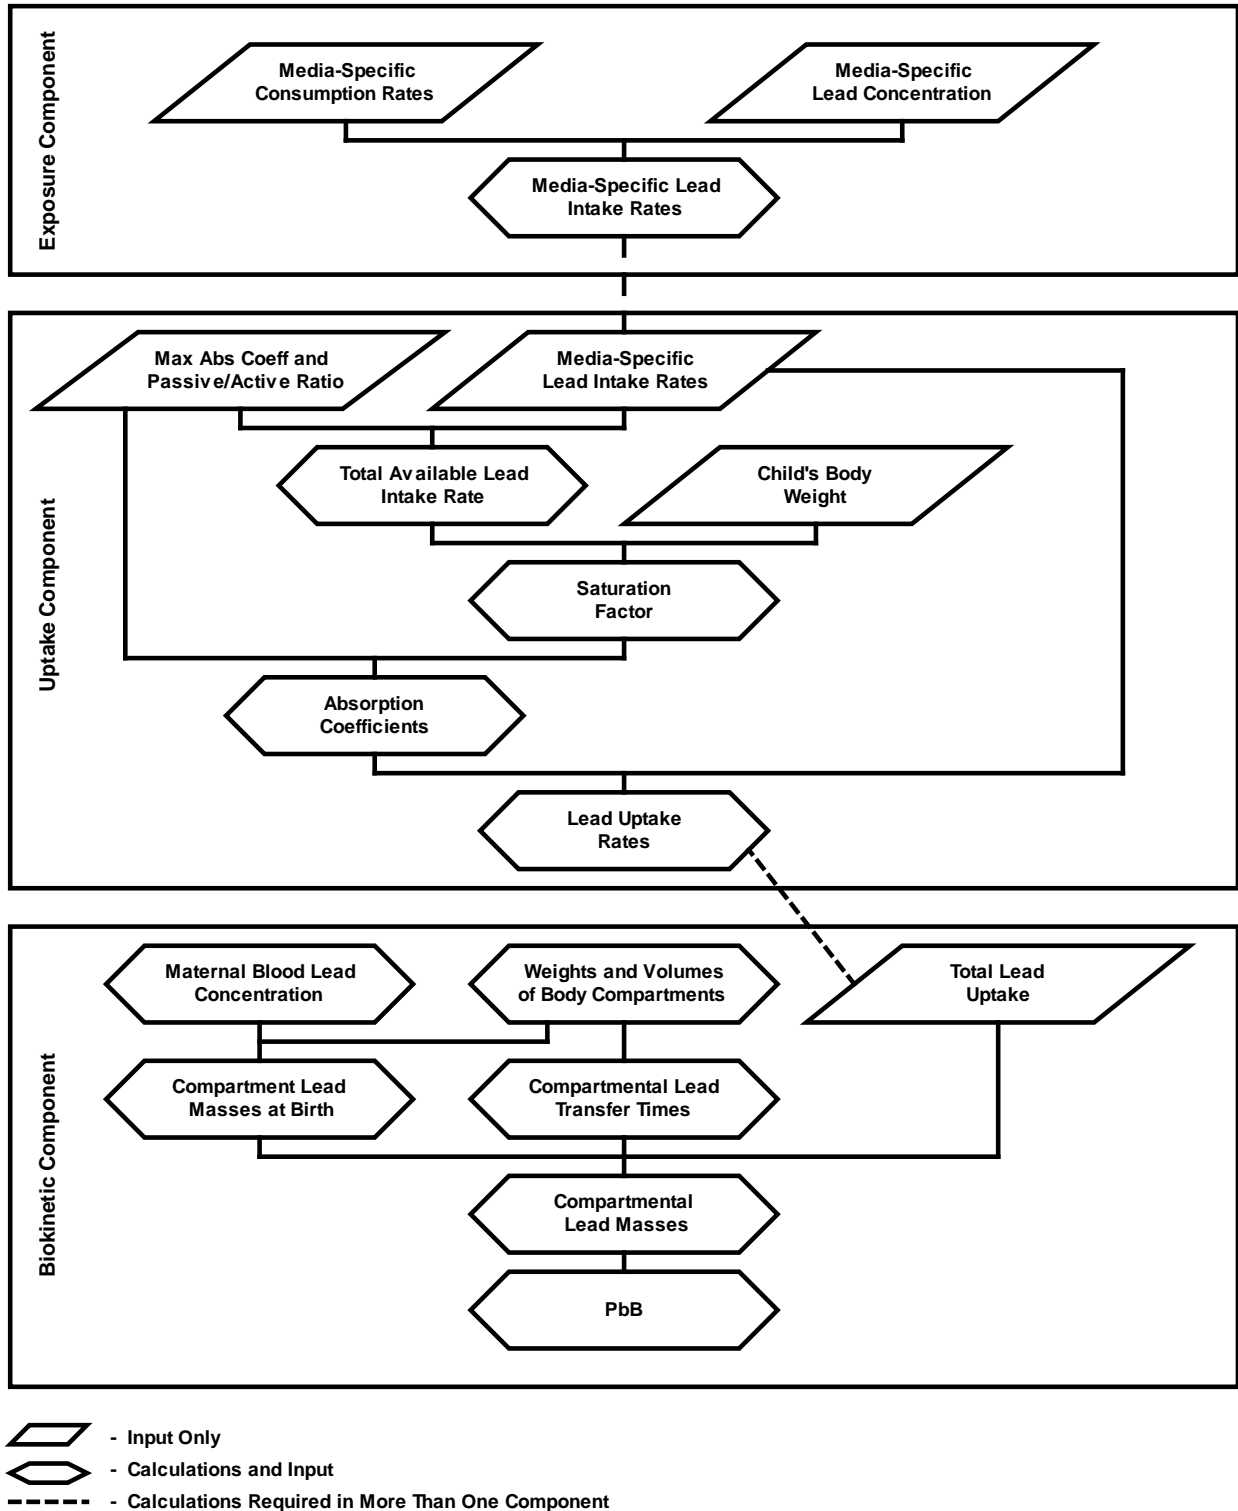 Exposure Component
Media-Specific
Consumption Rates
Media-Specific
Lead Concentration
Media-Specific Lead
Intake Rates
Uptake Component
Max Abs Coeff and
Passive/Active Ratio
Media-Specific
Lead Intake Rates
Total Available Lead
Intake Rate
Child's Body
Weight
Saturation
Factor
Absorption
Coefficients
Lead Uptake
Rates
Biokinetic Component
Maternal Blood Lead
Concentration
Weights and Volumes
of Body Compartments
Total Lead
Uptake
Compartment Lead
Masses at Birth
Compartmental Lead
Transfer Times
Compartmental
Lead Masses
PbB
- Input Only
- Calculations and Input
- Calculations Required in More Than One Component